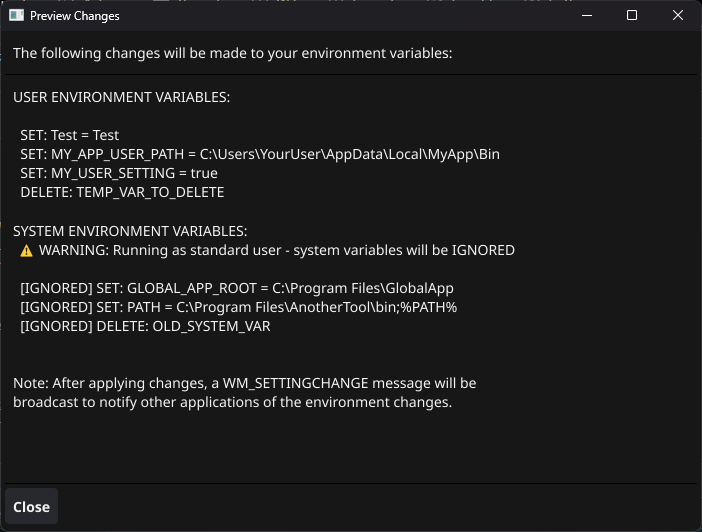 Preview Changes
The following changes will be made to your environment variables:
USER ENVIRONMENT VARIABLES:
SET: Test = Test
SET: MY_APP_USER_PATH = C:\Users\YourUser\AppData\Local\MyApp\Bin
SET: MY_USER_SETTING = true
DELETE: TEMP_VAR_TO_DELETE
SYSTEM ENVIRONMENT VARIABLES:
⚠ WARNING: Running as standard user - system variables will be IGNORED
[IGNORED] SET: GLOBAL_APP_ROOT = C:\Program Files\GlobalApp
[IGNORED] SET: PATH = C:\Program Files\AnotherTool\bin;%PATH%
[IGNORED] DELETE: OLD_SYSTEM_VAR
Note: After applying changes, a WM_SETTINGCHANGE message will be
broadcast to notify other applications of the environment changes.
Close